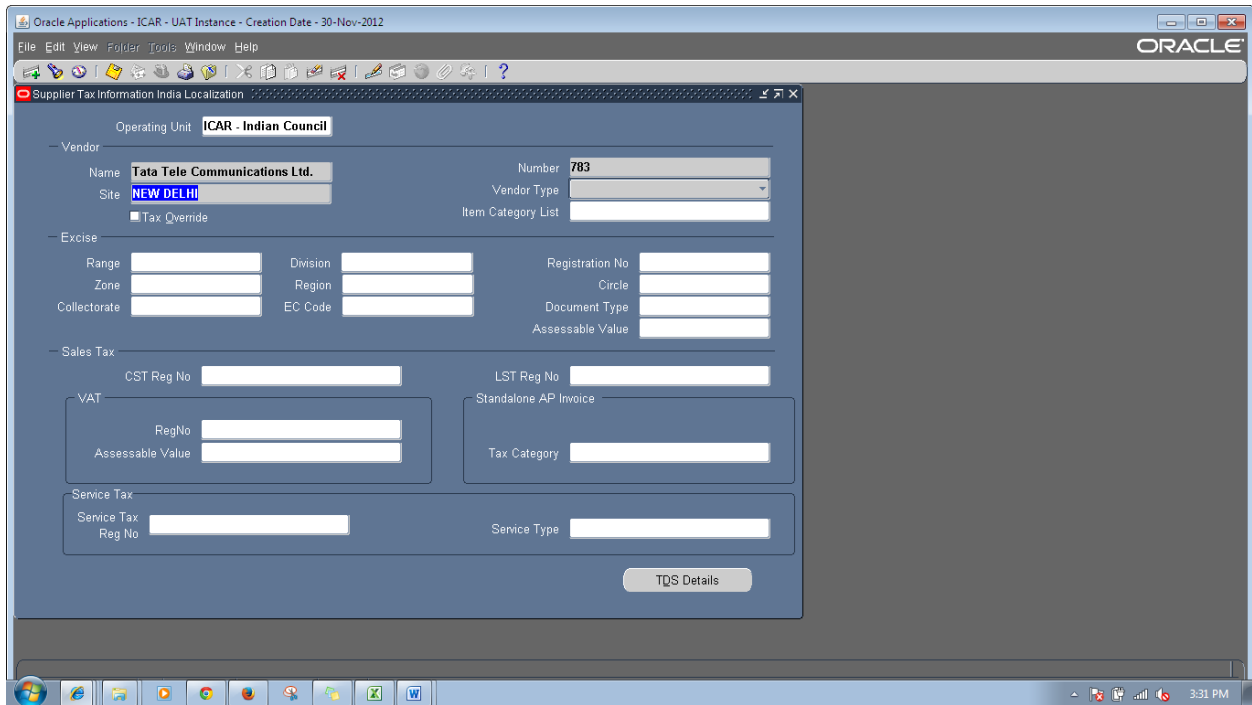 Oracle Applications - ICAR - UAT Instance - Creation Date - 30-Nov-2012
File Edit View Folder Tools Window Help
ORACLE
Supplier Tax Information India Localization
Operating Unit ICAR - Indian Council
Vendor
Name Tata Tele Communications Ltd. Number 783
Site NEW DELHI Vendor Type
Tax Override Item Category List
Excise
Range Division Registration No
Zone Region Circle
Collectorate EC Code Document Type
Assessable Value
Sales Tax
CST Reg No LST Reg No
VAT Standalone AP Invoice
RegNo
Assessable Value Tax Category
Service Tax
Service Tax
Reg No Service Type
TDS Details
3:31 PM